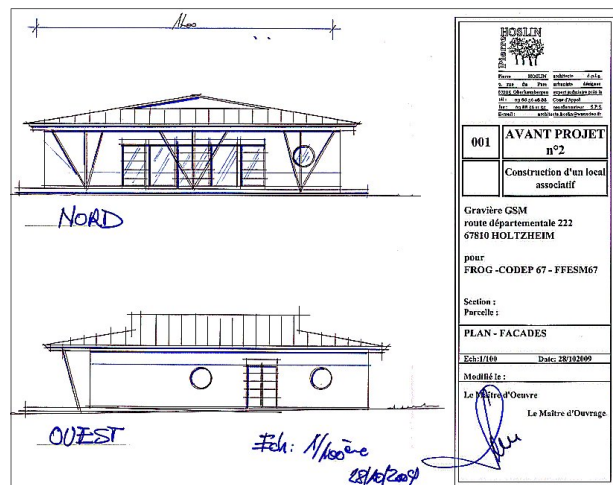 NORD
OUEST
Ech: 1/100ème
28/10/2009
Pierre HOSLIN
Pierre HOSLIN architecte d.p.l.g.
001
AVANT PROJET
n°2
Construction d'un local
associatif
Gravière GSM
route départementale 222
67810 HOLTZHEIM
pour
FROG -CODEP 67 - FFESM67
Section :
Parcelle :
PLAN - FACADES
Ech:1/100 Date: 28/102009
Modifié le :
Le Maître d'Oeuvre
Le Maître d'Ouvrage